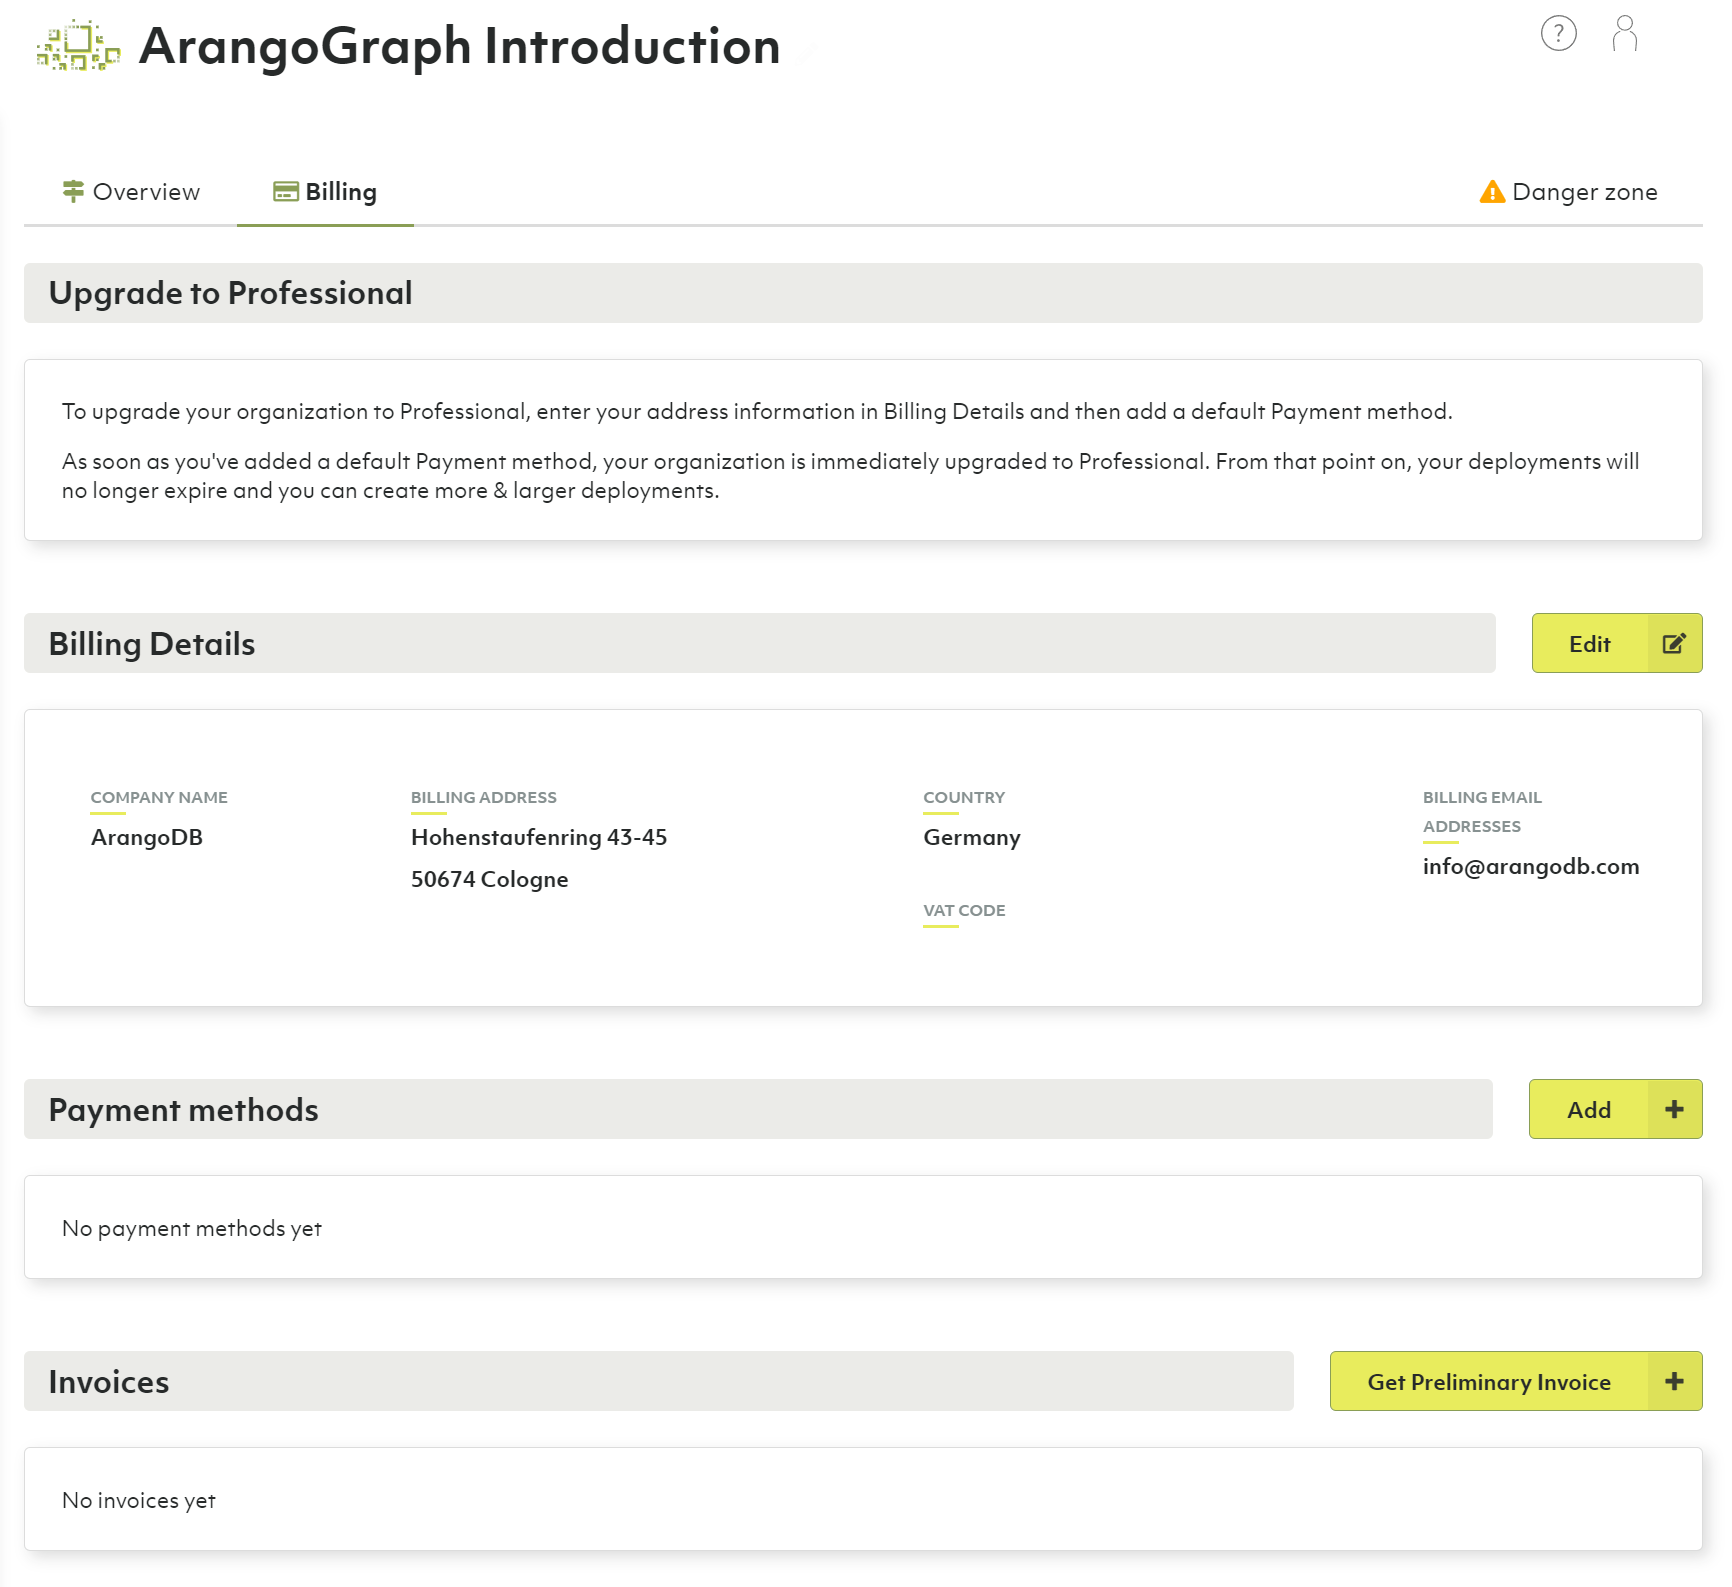 ArangoGraph Introduction
?
Overview
Billing
Danger zone
Upgrade to Professional
To upgrade your organization to Professional, enter your address information in Billing Details and then add a default Payment method.
As soon as you've added a default Payment method, your organization is immediately upgraded to Professional. From that point on, your deployments will
no longer expire and you can create more & larger deployments.
Billing Details
Edit
COMPANY NAME
ArangoDB
BILLING ADDRESS
Hohenstaufenring 43-45
50674 Cologne
COUNTRY
Germany
VAT CODE
BILLING EMAIL
ADDRESSES
info@arangodb.com
Payment methods
Add
No payment methods yet
Invoices
Get Preliminary Invoice
No invoices yet